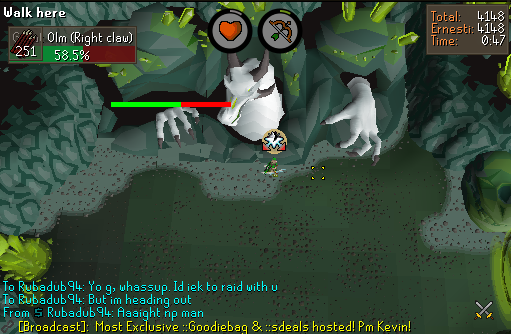 Walk here
251
Olm (Right claw)
58.5%
Total: 4148
Ernesti: 4148
Time: 0:47
To Rubadub94: Yo g, whassup. Id iek to raid with u
To Rubadub94: But im heading out
From S Rubadub94: Aaaight np man
[Broadcast]: Most Exclusive ::Goodiebag & ::sdeals hosted! Pm Kevin!